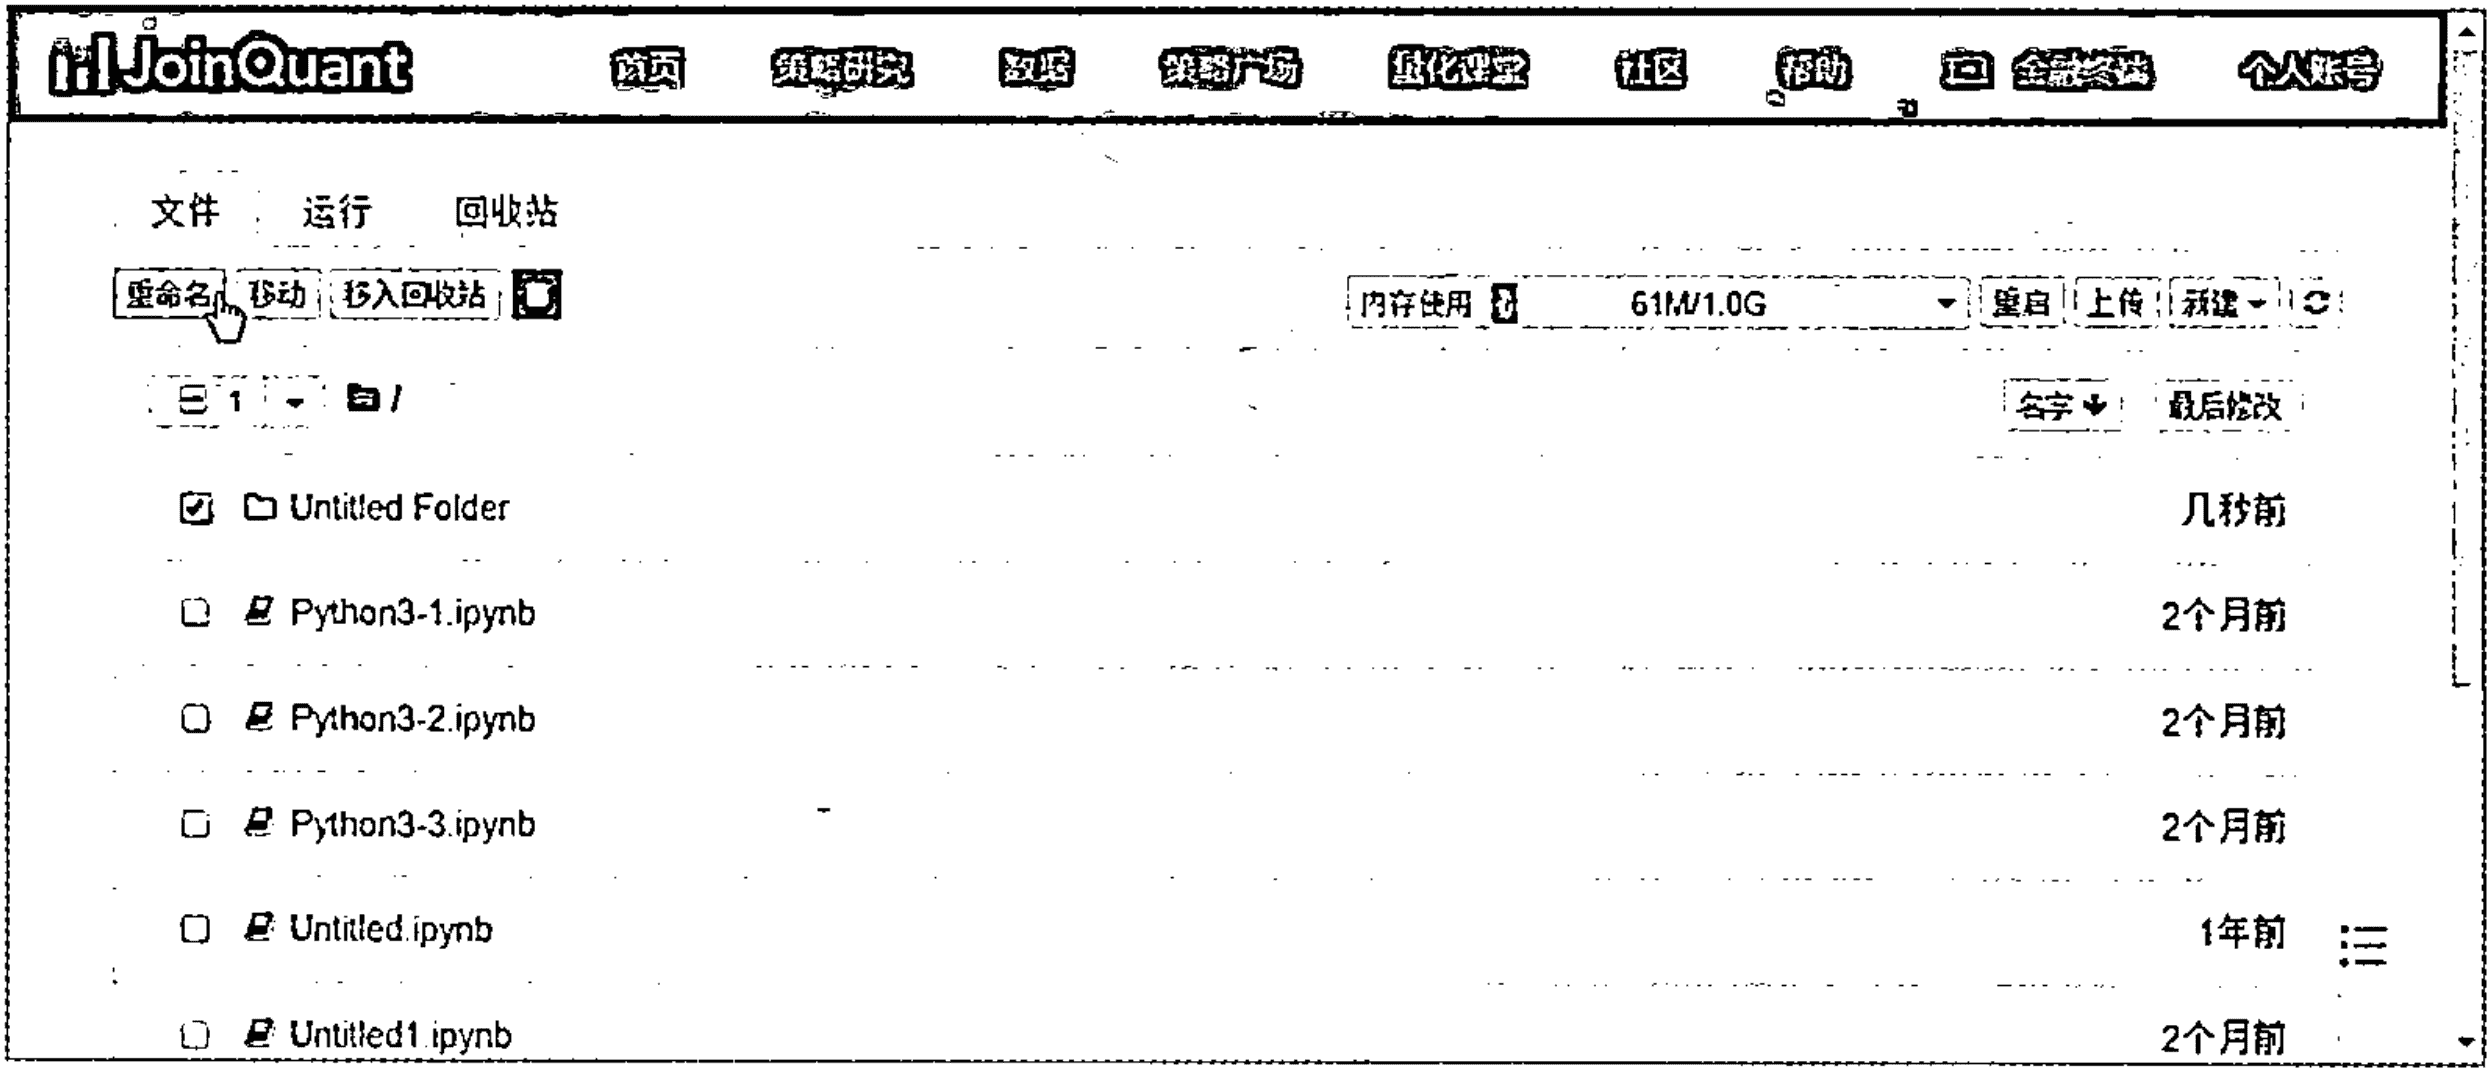 JoinQuant 首页 策略研究 数据 策略广场 量化课堂 社区 帮助 金融终端 个人账号
文件 运行 回收站
重命名 移动 移入回收站 内存使用 61M/1.0G 重启 上传 新建
1 / 名字 最后修改
Untitled Folder 几秒前
Python3-1.ipynb 2个月前
Python3-2.ipynb 2个月前
Python3-3.ipynb 2个月前
Untitled.ipynb 1年前
Untitled1.ipynb 2个月前